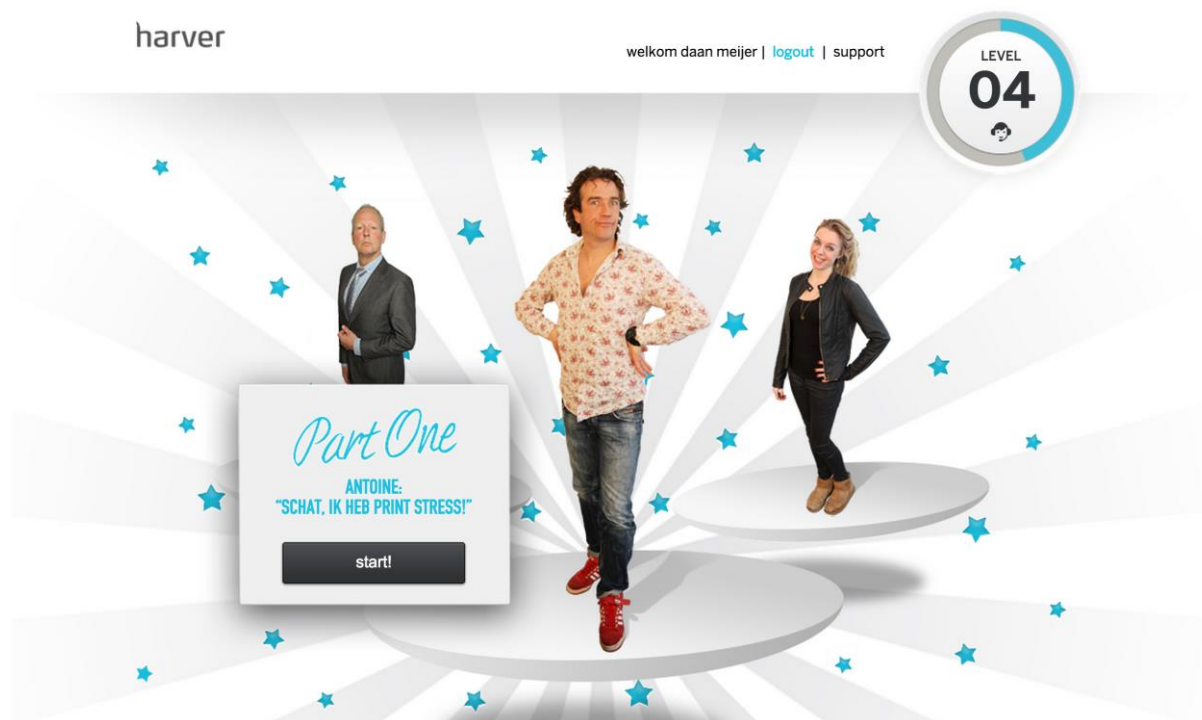 harver
welkom daan meijer | logout | support
LEVEL
04
Part One
ANTOINE:
“SCHAT, IK HEB PRINT STRESS!”
start!